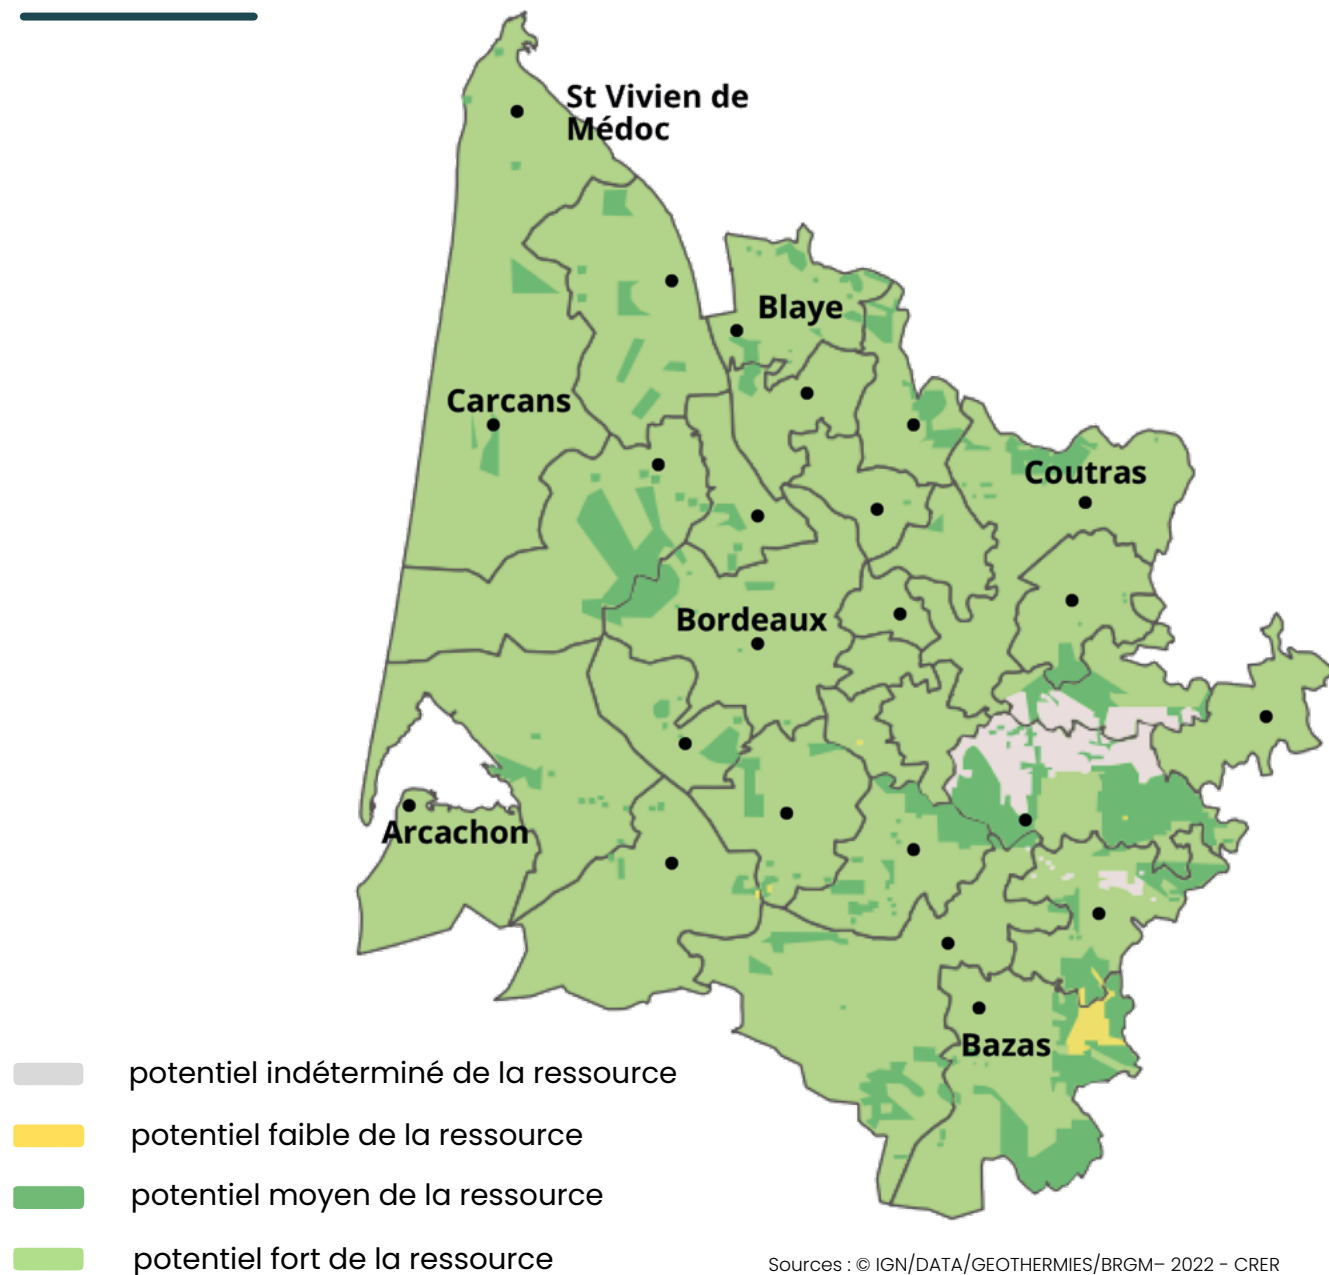 St Vivien de
Médoc
Blaye
Carcans
Coutras
Bordeaux
Arcachon
Bazas
potentiel indéterminé de la ressource
potentiel faible de la ressource
potentiel moyen de la ressource
potentiel fort de la ressource
Sources : © IGN/DATA/GEOTHERMIES/BRGM– 2022 - CRER